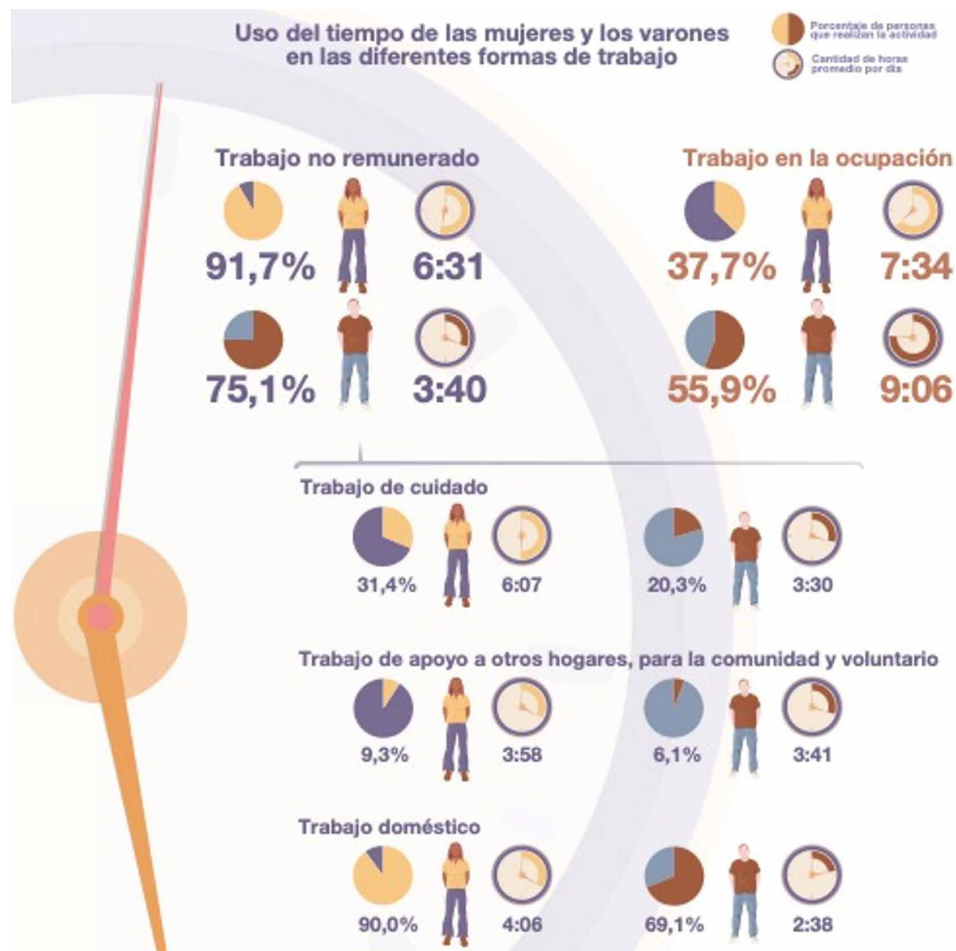 Uso del tiempo de las mujeres y los varones
en las diferentes formas de trabajo
Porcentaje de personas
que realizan la actividad
Cantidad de horas
promedio por día
Trabajo no remunerado
91,7% 6:31
75,1% 3:40
Trabajo en la ocupación
37,7% 7:34
55,9% 9:06
Trabajo de cuidado
31,4% 6:07 20,3% 3:30
Trabajo de apoyo a otros hogares, para la comunidad y voluntario
9,3% 3:58 6,1% 3:41
Trabajo doméstico
90,0% 4:06 69,1% 2:38